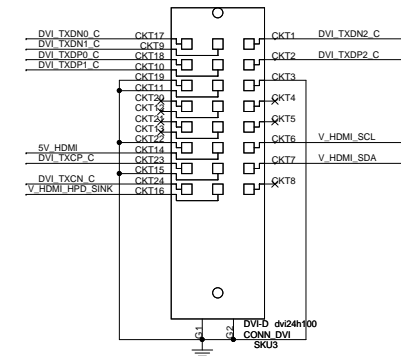 DVI_TXDN0_C CKT17 CKT1 DVI_TXDN2_C
DVI_TXDN1_C CKT9
DVI_TXDP0_C CKT18 CKT2 DVI_TXDP2_C
DVI_TXDP1_C CKT10
CKT19 CKT3
CKT11
CKT20 CKT4
CKT12
CKT21 CKT5
CKT13
CKT22 CKT6 V_HDMI_SCL
5V_HDMI CKT14
DVI_TXCP_C CKT23 CKT7 V_HDMI_SDA
CKT15
DVI_TXCN_C CKT24 CKT8
V_HDMI_HPD_SINK CKT16
G1 G2
DVI-D dvi24h100
CONN_DVI
SKU3